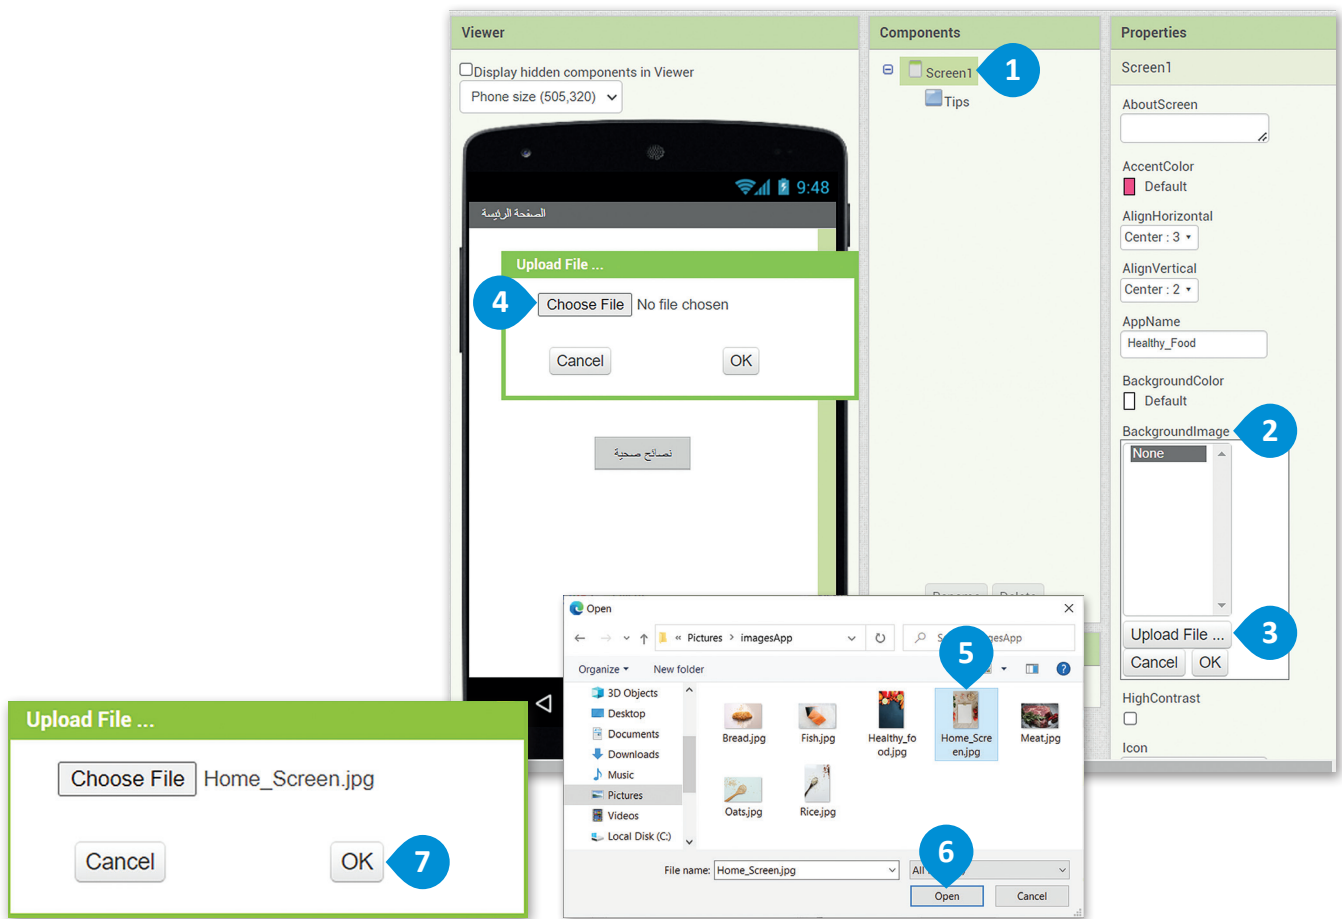 Viewer
Display hidden components in Viewer
Phone size (505,320)
9:48
الصفحة الرئيسة
Upload File ...
4
Choose File No file chosen
Cancel OK
نصائح صحية
Components
Screen1
1
Tips
Properties
Screen1
AboutScreen
AccentColor
Default
AlignHorizontal
Center : 3
AlignVertical
Center : 2
AppName
Healthy_Food
BackgroundColor
Default
BackgroundImage
2
None
Upload File ...
3
Cancel OK
HighContrast
Icon
Open
« Pictures > imagesApp
5
Organize New folder
3D Objects
Desktop
Documents
Downloads
Music
Pictures
Videos
Local Disk (C:)
Bread.jpg
Fish.jpg
Healthy_fo
od.jpg
Home_Scre
en.jpg
Meat.jpg
Oats.jpg
Rice.jpg
File name: Home_Screen.jpg
6
Open Cancel
Upload File ...
Choose File Home_Screen.jpg
Cancel OK
7